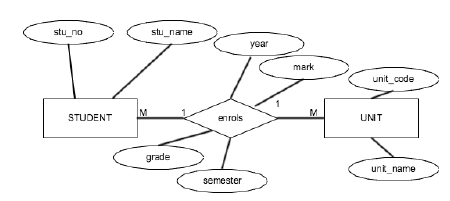 stu_no
stu_name
year
mark
unit_code
STUDENT
M
1
enrols
1
M
UNIT
grade
semester
unit_name